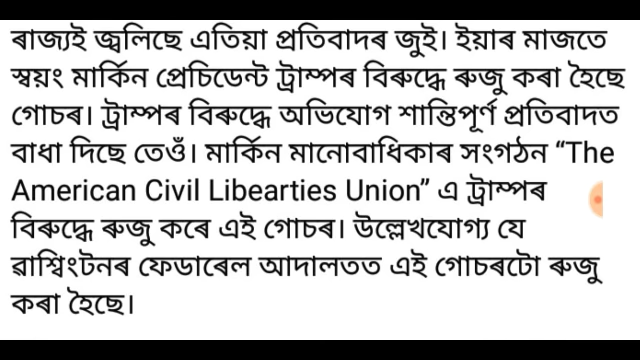 ৰাজ্যই জ্বলিছে এতিয়া প্ৰতিবাদৰ জুই। ইয়াৰ মাজতে
স্বয়ং মাৰ্কিন প্ৰেচিডেন্ট ট্ৰাম্পৰ বিৰুদ্ধে ৰুজু কৰা হৈছে
গোচৰ। ট্ৰাম্পৰ বিৰুদ্ধে অভিযোগ শান্তিপূৰ্ণ প্ৰতিবাদত
বাধা দিছে তেওঁ। মাৰ্কিন মানোবাধিকাৰ সংগঠন “The
American Civil Libearties Union” এ ট্ৰাম্পৰ
বিৰুদ্ধে ৰুজু কৰে এই গোচৰ। উল্লেখযোগ্য যে
ৱাশ্বিংটনৰ ফেডাৰেল আদালতত এই গোচৰটো ৰুজু
কৰা হৈছে।